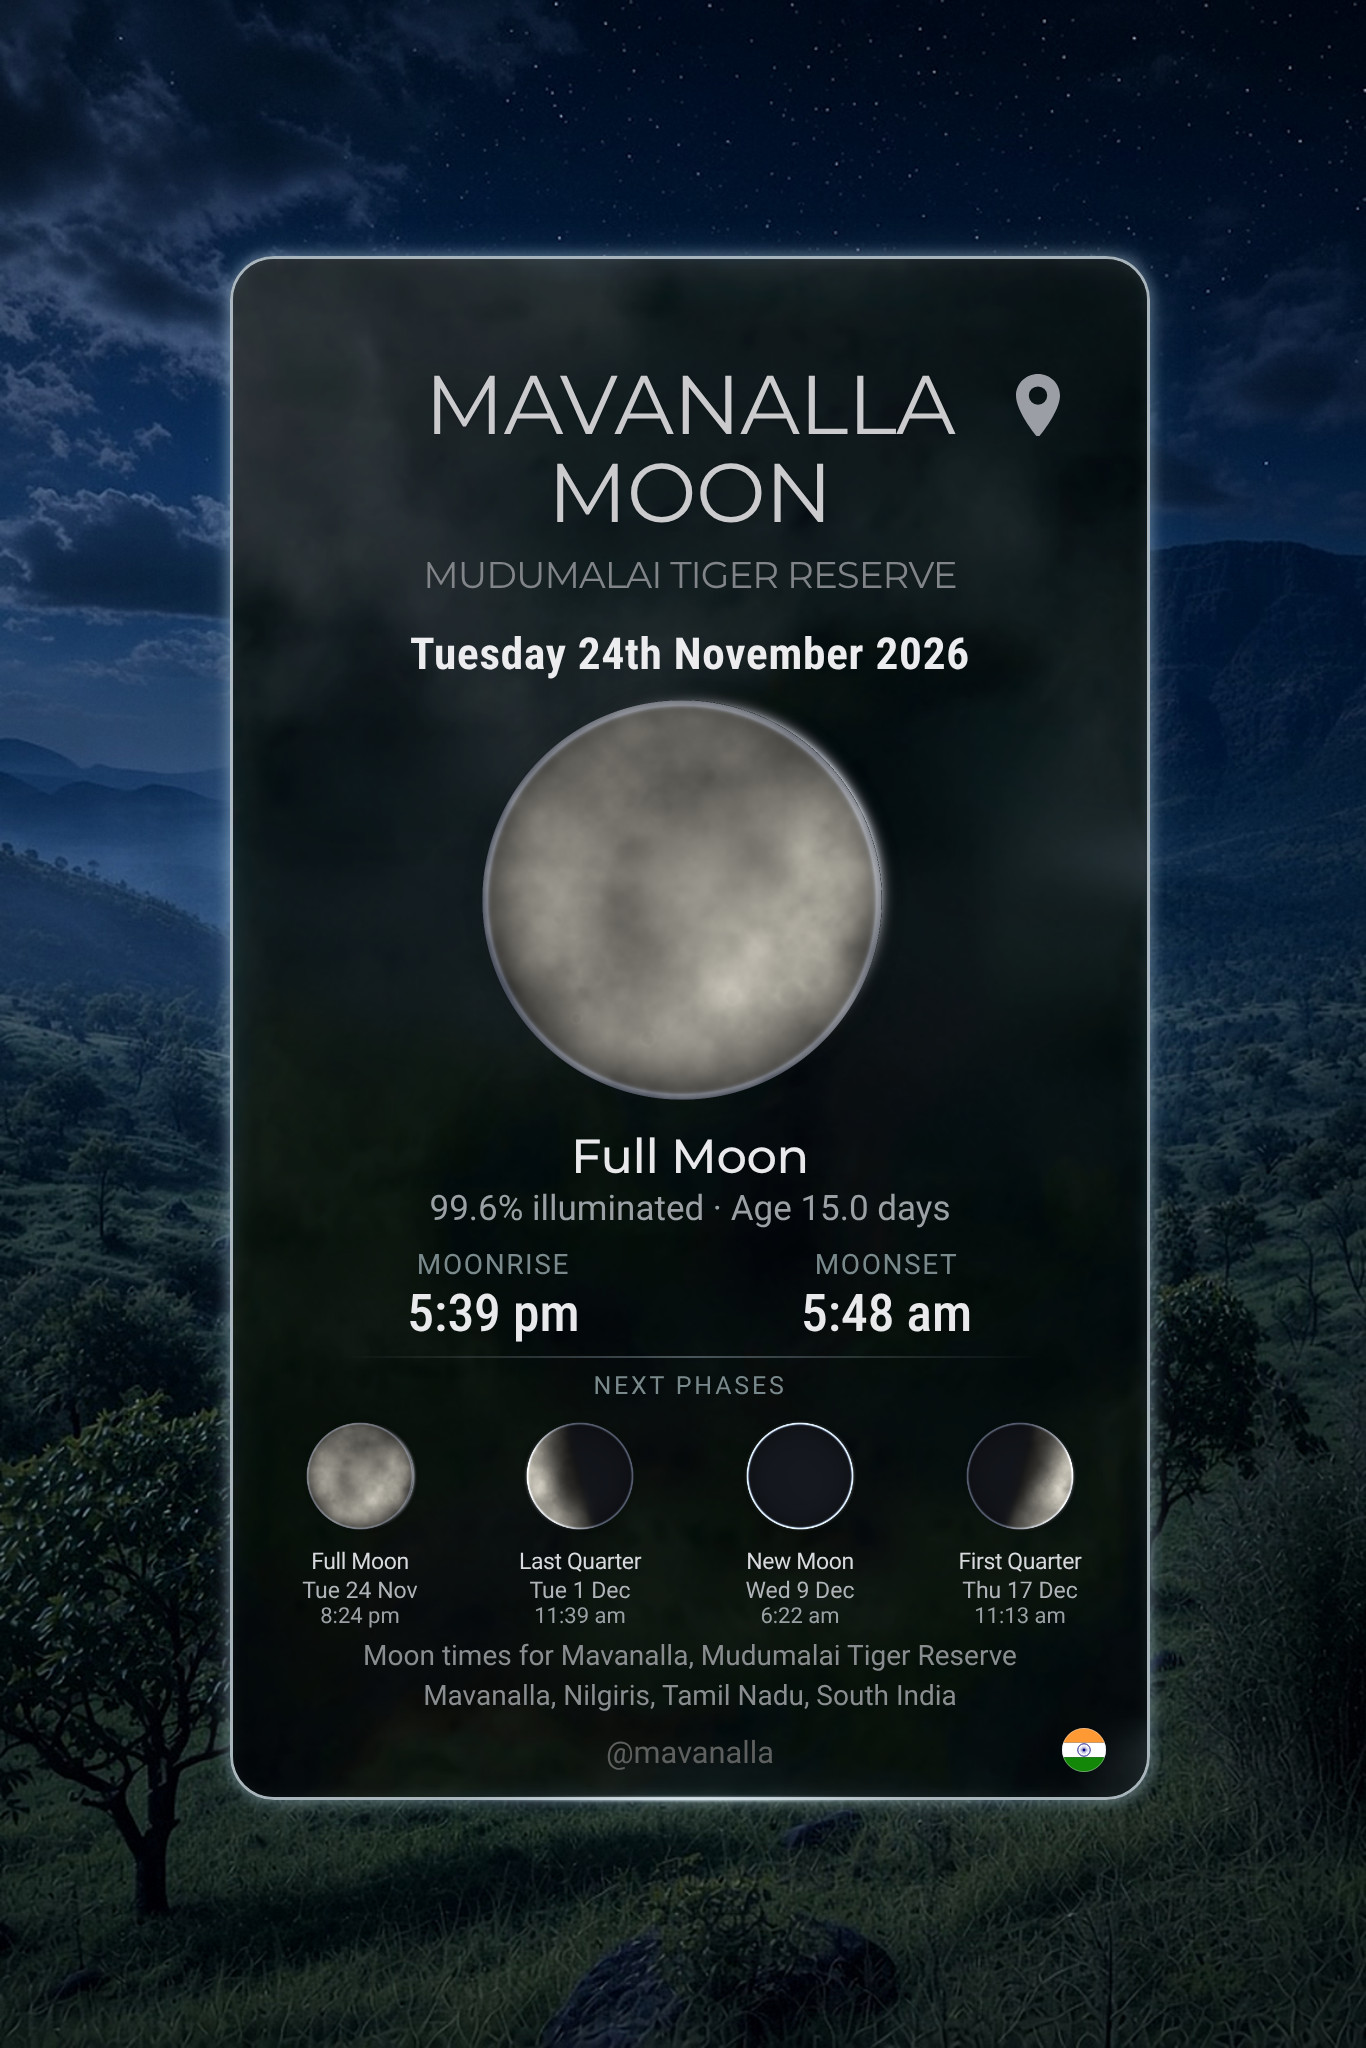 MAVANALLA
MOON
MUDUMALAI TIGER RESERVE
Tuesday 24th November 2026
Full Moon
99.6% illuminated · Age 15.0 days
MOONRISE MOONSET
5:39 pm 5:48 am
NEXT PHASES
Full Moon Last Quarter New Moon First Quarter
Tue 24 Nov Tue 1 Dec Wed 9 Dec Thu 17 Dec
8:24 pm 11:39 am 6:22 am 11:13 am
Moon times for Mavanalla, Mudumalai Tiger Reserve
Mavanalla, Nilgiris, Tamil Nadu, South India
@mavanalla